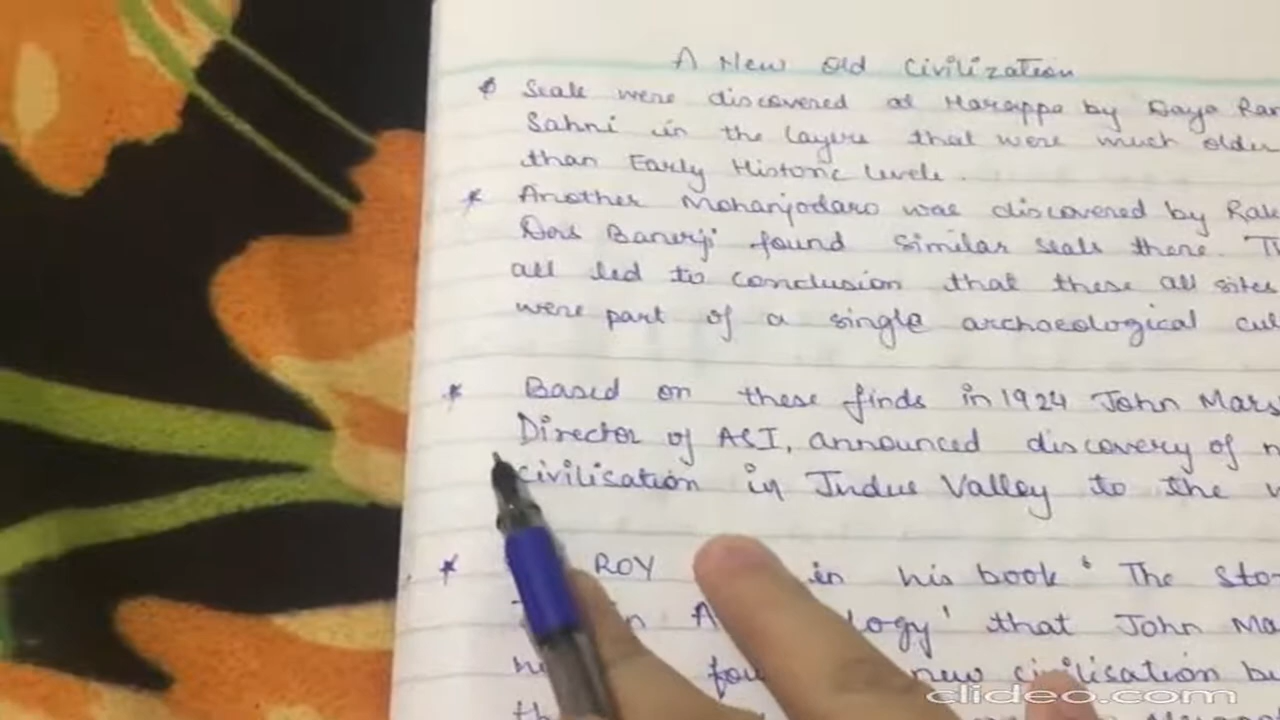 A New Old Civilization
* Seals were discovered at Harappa by Daya Ra
Sahni in the layers that were much older
than Early Historic levels.
* Another Mohanjodaro was discovered by Rak
Das Banerji found similar seals there. Th
all led to conclusion that these all sites
were part of a single archaeological cul
* Based on these finds in 1924 John Mars
Director of ASI, announced discovery of n
civilisation in Indus Valley to the w
* ROY in his book ' The sto
in A logy' that John Ma
fou new civilisation bu
clideo.com